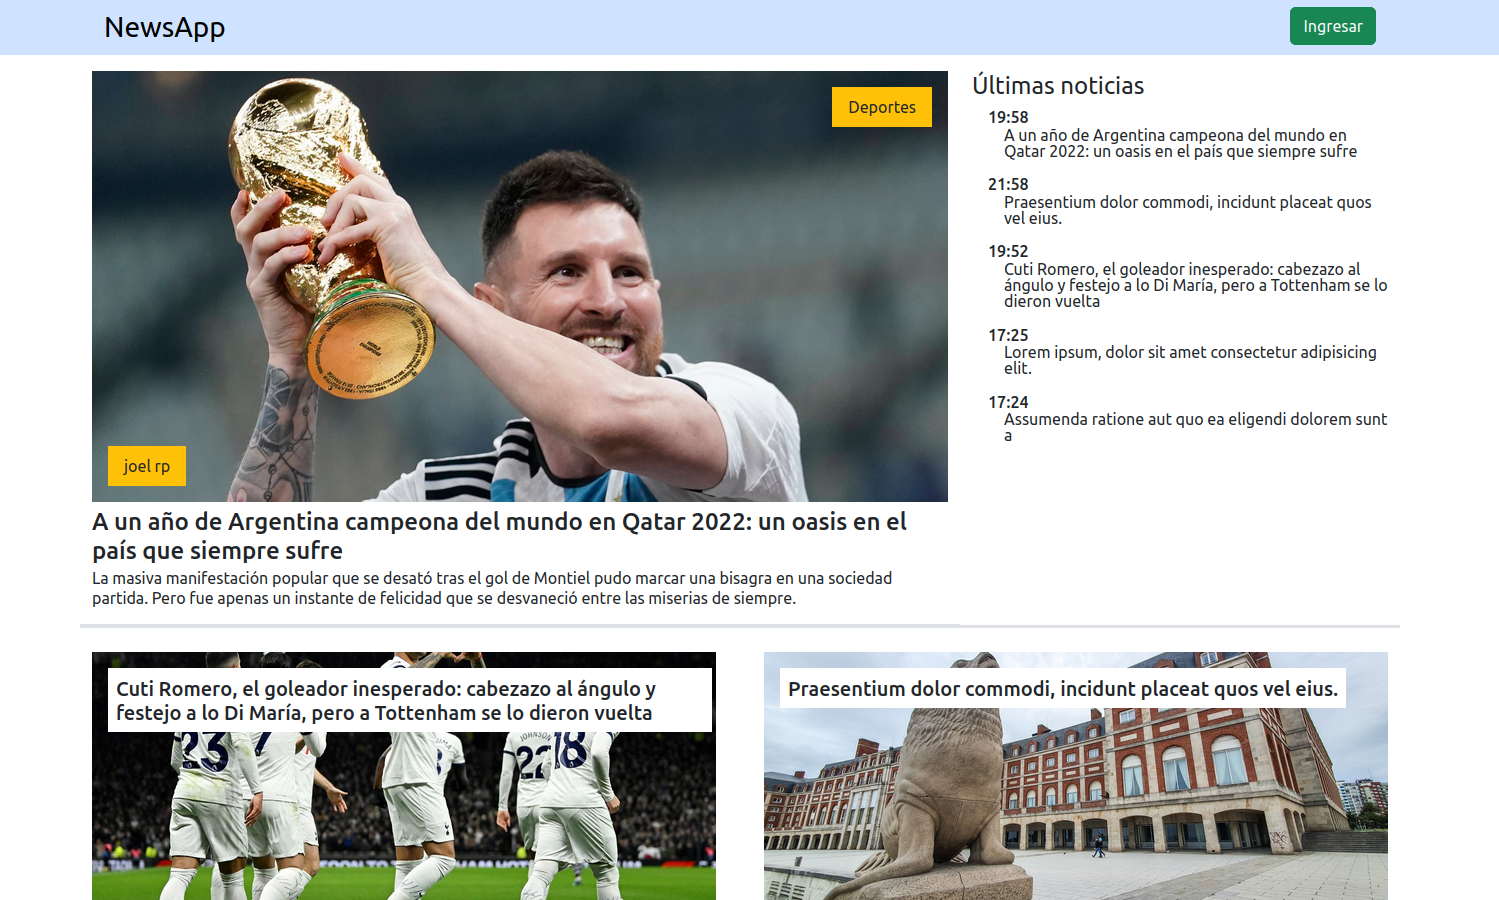 NewsApp
Ingresar
Deportes
joel rp
A un año de Argentina campeona del mundo en Qatar 2022: un oasis en el
país que siempre sufre
La masiva manifestación popular que se desató tras el gol de Montiel pudo marcar una bisagra en una sociedad
partida. Pero fue apenas un instante de felicidad que se desvaneció entre las miserias de siempre.
Últimas noticias
19:58
A un año de Argentina campeona del mundo en
Qatar 2022: un oasis en el país que siempre sufre
21:58
Praesentium dolor commodi, incidunt placeat quos
vel eius.
19:52
Cuti Romero, el goleador inesperado: cabezazo al
ángulo y festejo a lo Di María, pero a Tottenham se lo
dieron vuelta
17:25
Lorem ipsum, dolor sit amet consectetur adipisicing
elit.
17:24
Assumenda ratione aut quo ea eligendi dolorem sunt
a
Cuti Romero, el goleador inesperado: cabezazo al ángulo y
festejo a lo Di María, pero a Tottenham se lo dieron vuelta
23
7
JOHNSON
22
18
Praesentium dolor commodi, incidunt placeat quos vel eius.